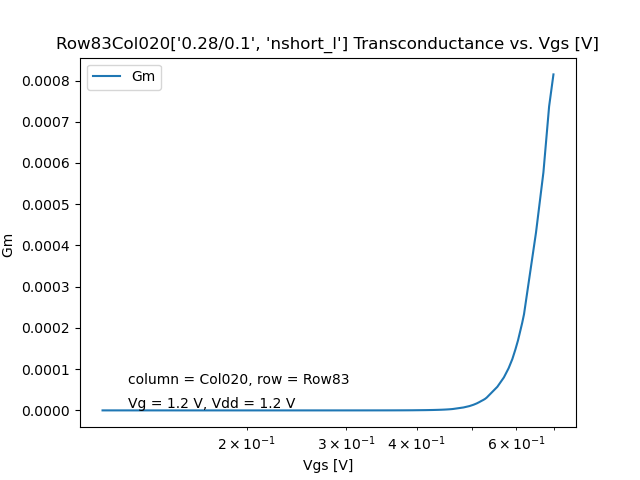 Row83Col020['0.28/0.1', 'nshort_l'] Transconductance vs. Vgs [V]
Gm
0.0008
0.0007
0.0006
0.0005
0.0004
0.0003
0.0002
0.0001
0.0000
Gm
column = Col020, row = Row83
Vg = 1.2 V, Vdd = 1.2 V
2 × 10⁻¹ 3 × 10⁻¹ 4 × 10⁻¹ 6 × 10⁻¹
Vgs [V]